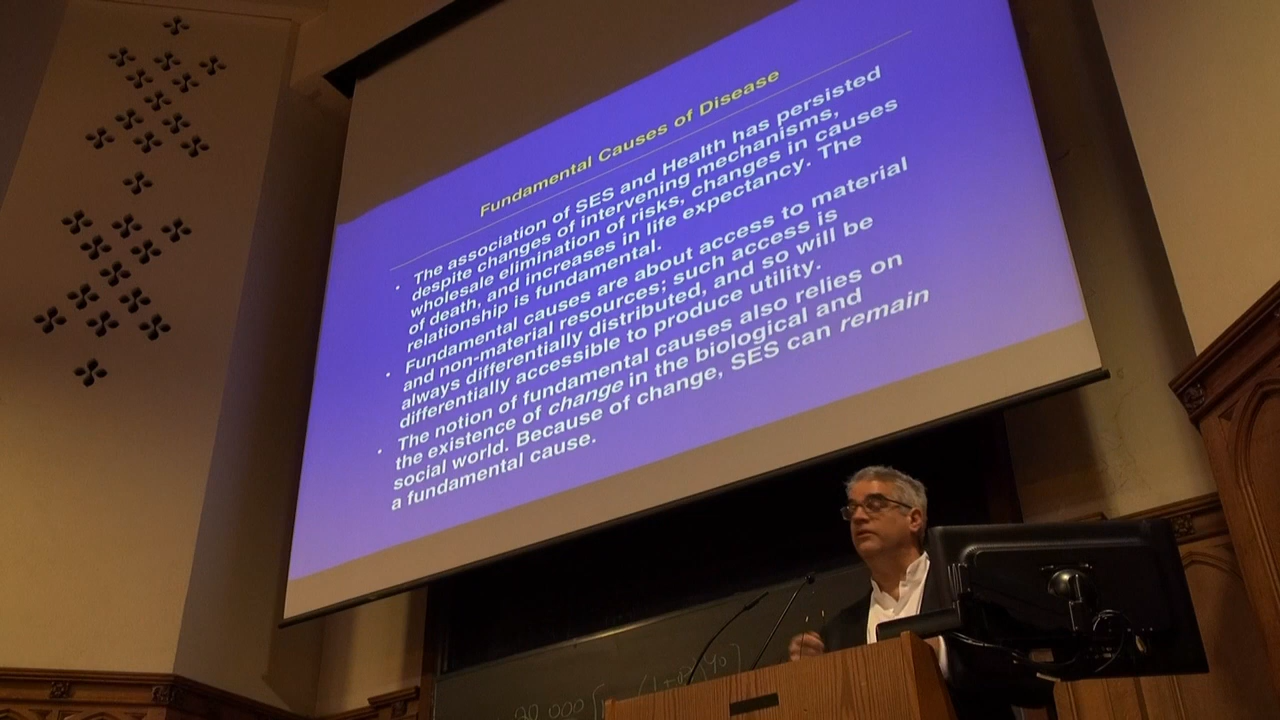 Fundamental Causes of Disease
• The association of SES and Health has persisted
despite changes of intervening mechanisms,
wholesale elimination of risks, changes in causes
of death, and increases in life expectancy. The
relationship is fundamental.
• Fundamental causes are about access to material
and non-material resources; such access is
always differentially distributed, and so will be
differentially accessible to produce utility.
• The notion of fundamental causes also relies on
the existence of change in the biological and
social world. Because of change, SES can remain
a fundamental cause.